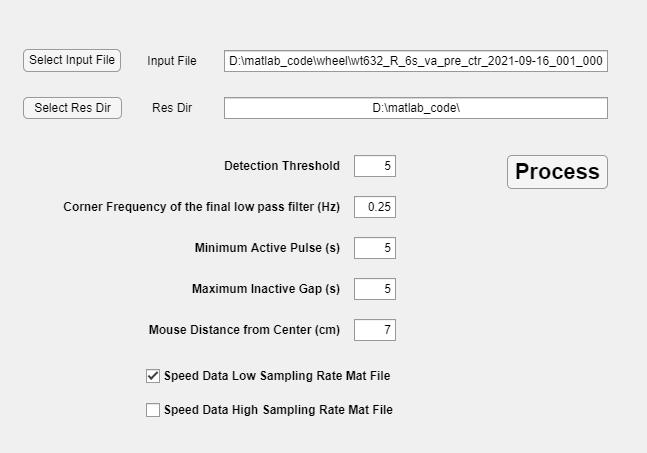 Select Input File Input File D:\matlab_code\wheel\wt632_R_6s_va_pre_ctr_2021-09-16_001_000
Select Res Dir Res Dir D:\matlab_code\
Detection Threshold 5
Process
Corner Frequency of the final low pass filter (Hz) 0.25
Minimum Active Pulse (s) 5
Maximum Inactive Gap (s) 5
Mouse Distance from Center (cm) 7
Speed Data Low Sampling Rate Mat File
Speed Data High Sampling Rate Mat File